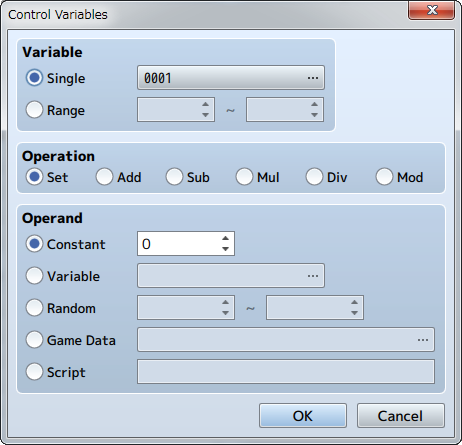 Control Variables
Variable
Single 0001 ...
Range ~
Operation
Set Add Sub Mul Div Mod
Operand
Constant 0
Variable ...
Random ~
Game Data ...
Script
OK Cancel